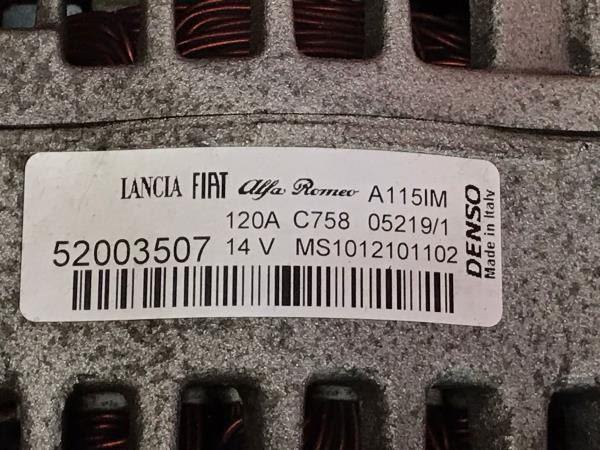 LANCIA FIAT Alfa Romeo A115IM
120A C758 05219/1
52003507 14 V MS1012101102
DENSO
Made in Italy